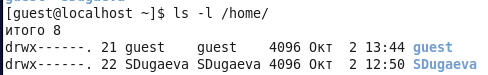 [guest@localhost ~]$ ls -l /home/
итого 8
drwx------. 21 guest    guest    4096 Окт  2 13:44 guest
drwx------. 22 SDugaeva SDugaeva 4096 Окт  2 12:50 SDugaeva